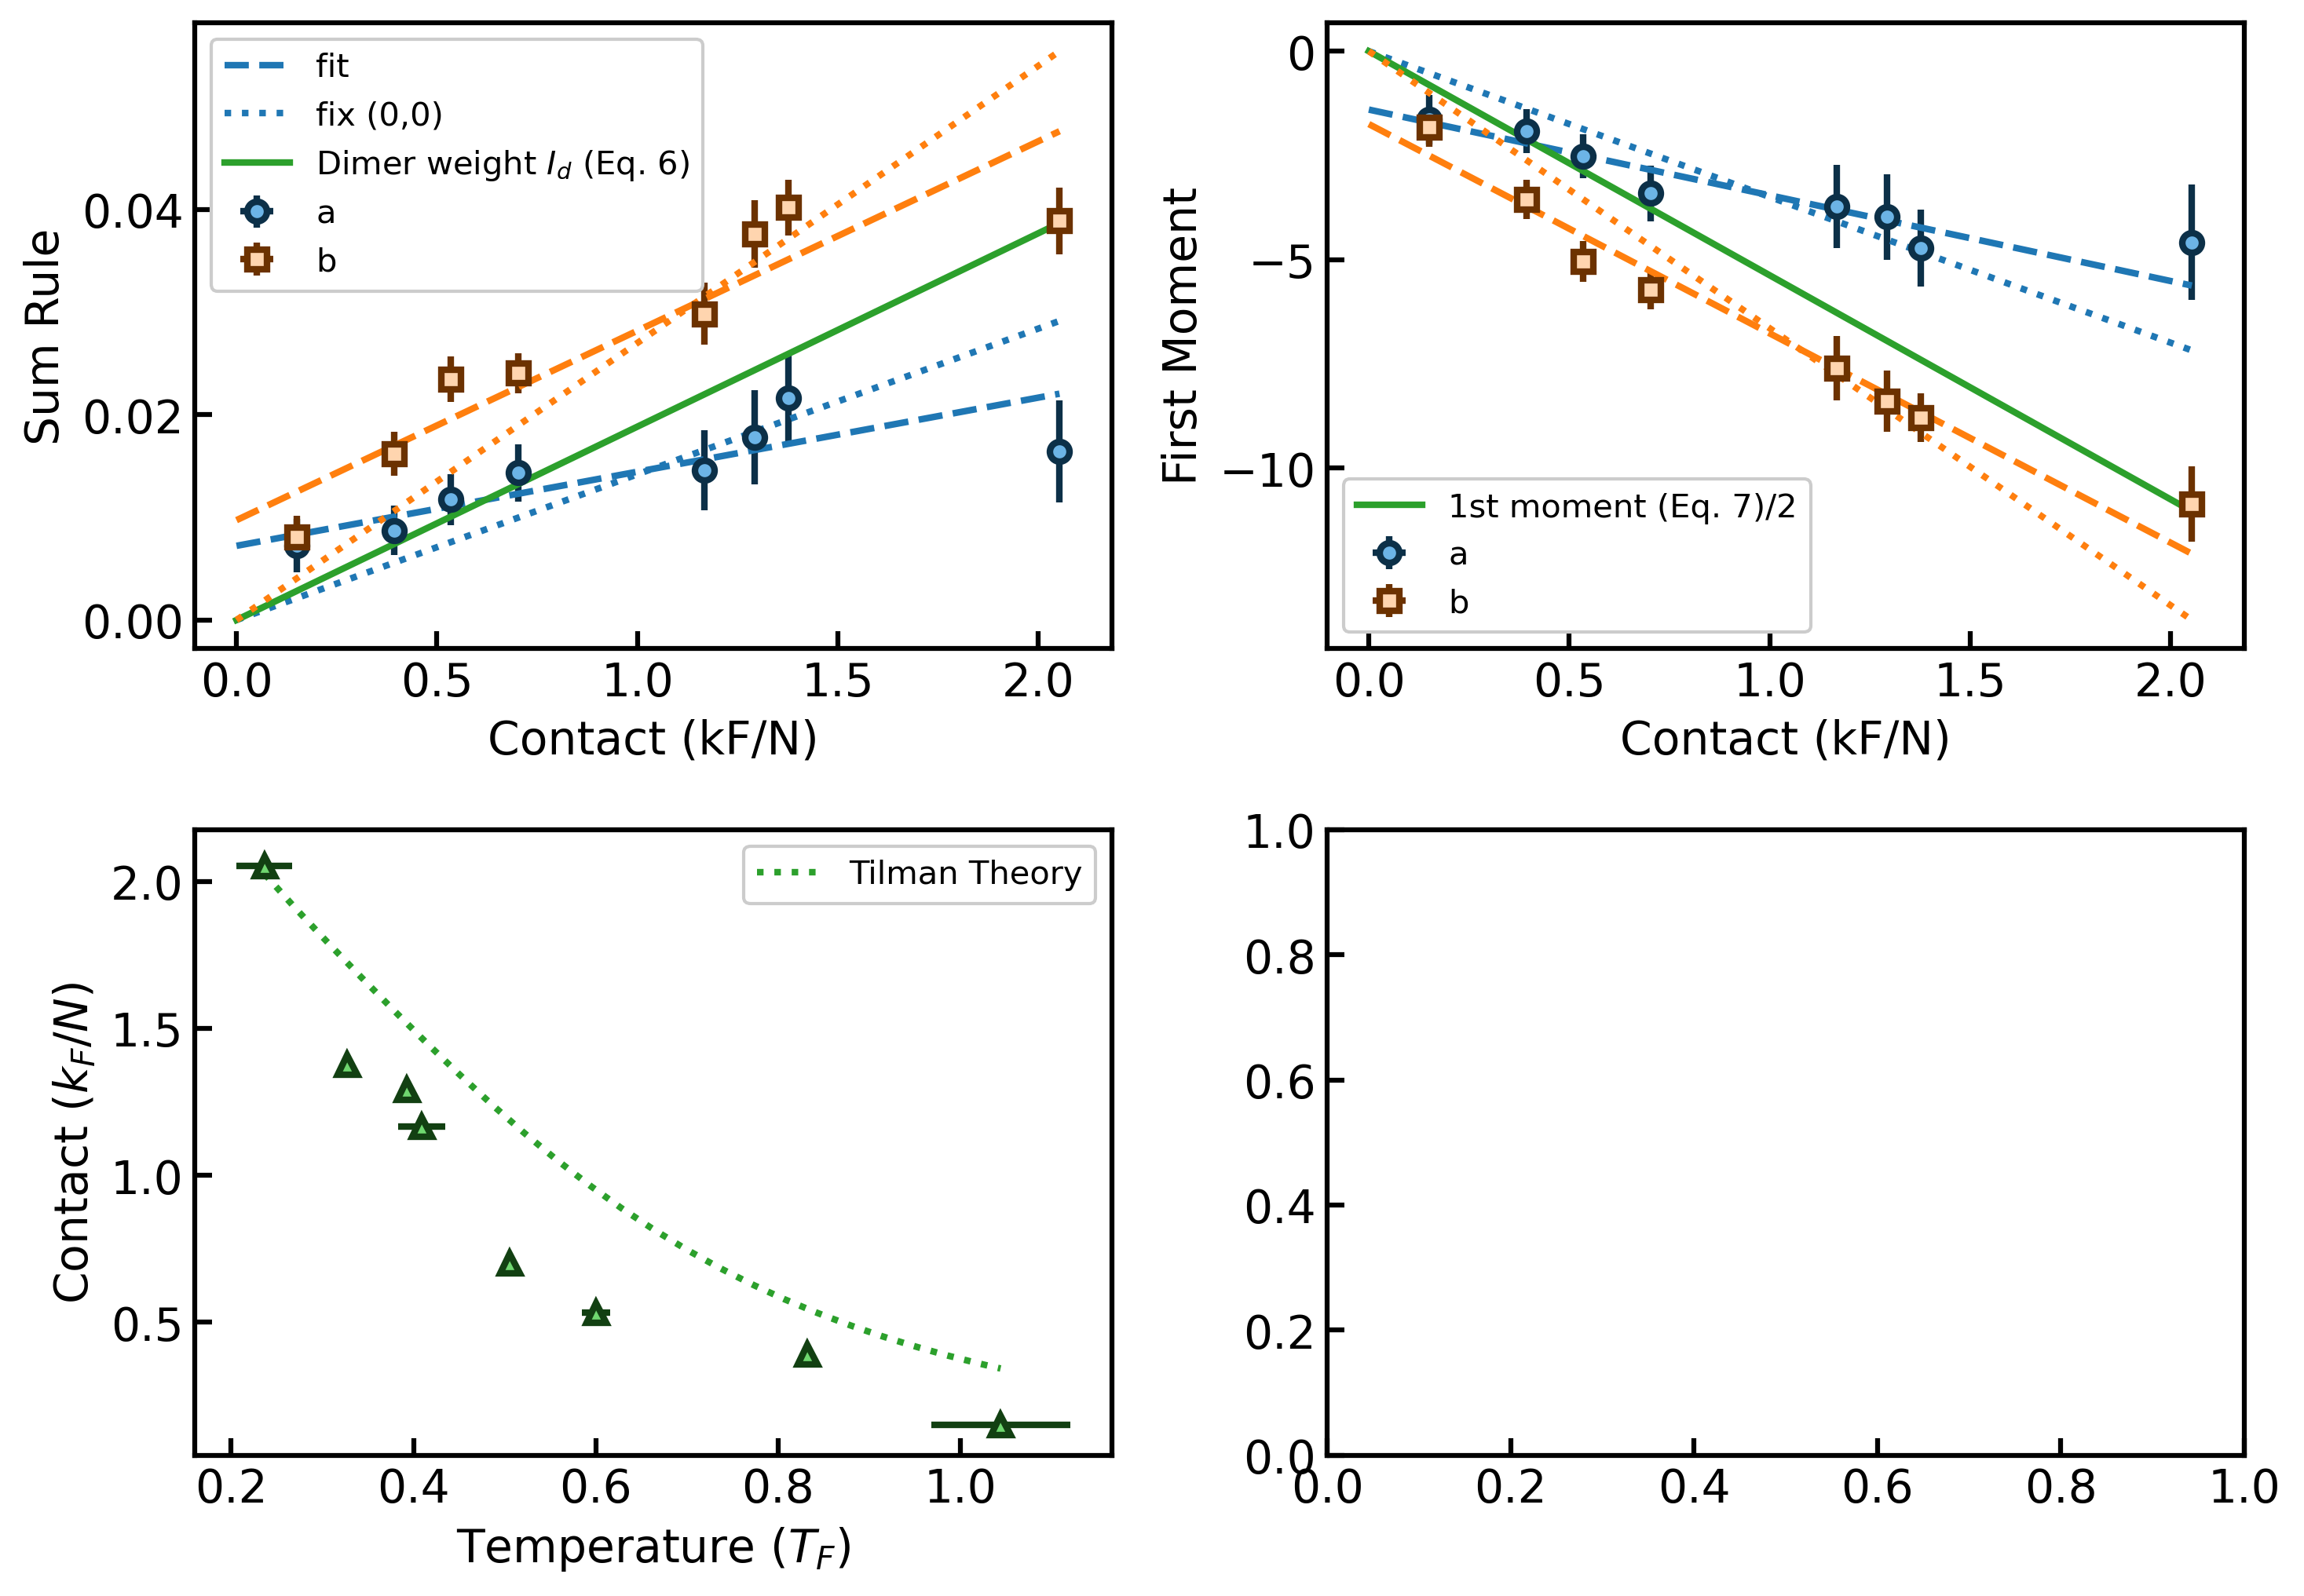 fit
fix (0,0)
Dimer weight I_d (Eq. 6)
a
b
Sum Rule
0.04
0.02
0.00
0.0 0.5 1.0 1.5 2.0
Contact (kF/N)
First Moment
0
−5
−10
1st moment (Eq. 7)/2
a
b
0.0 0.5 1.0 1.5 2.0
Contact (kF/N)
Tilman Theory
Contact (k_F/N)
2.0
1.5
1.0
0.5
0.2 0.4 0.6 0.8 1.0
Temperature (T_F)
1.0
0.8
0.6
0.4
0.2
0.0
0.0 0.2 0.4 0.6 0.8 1.0